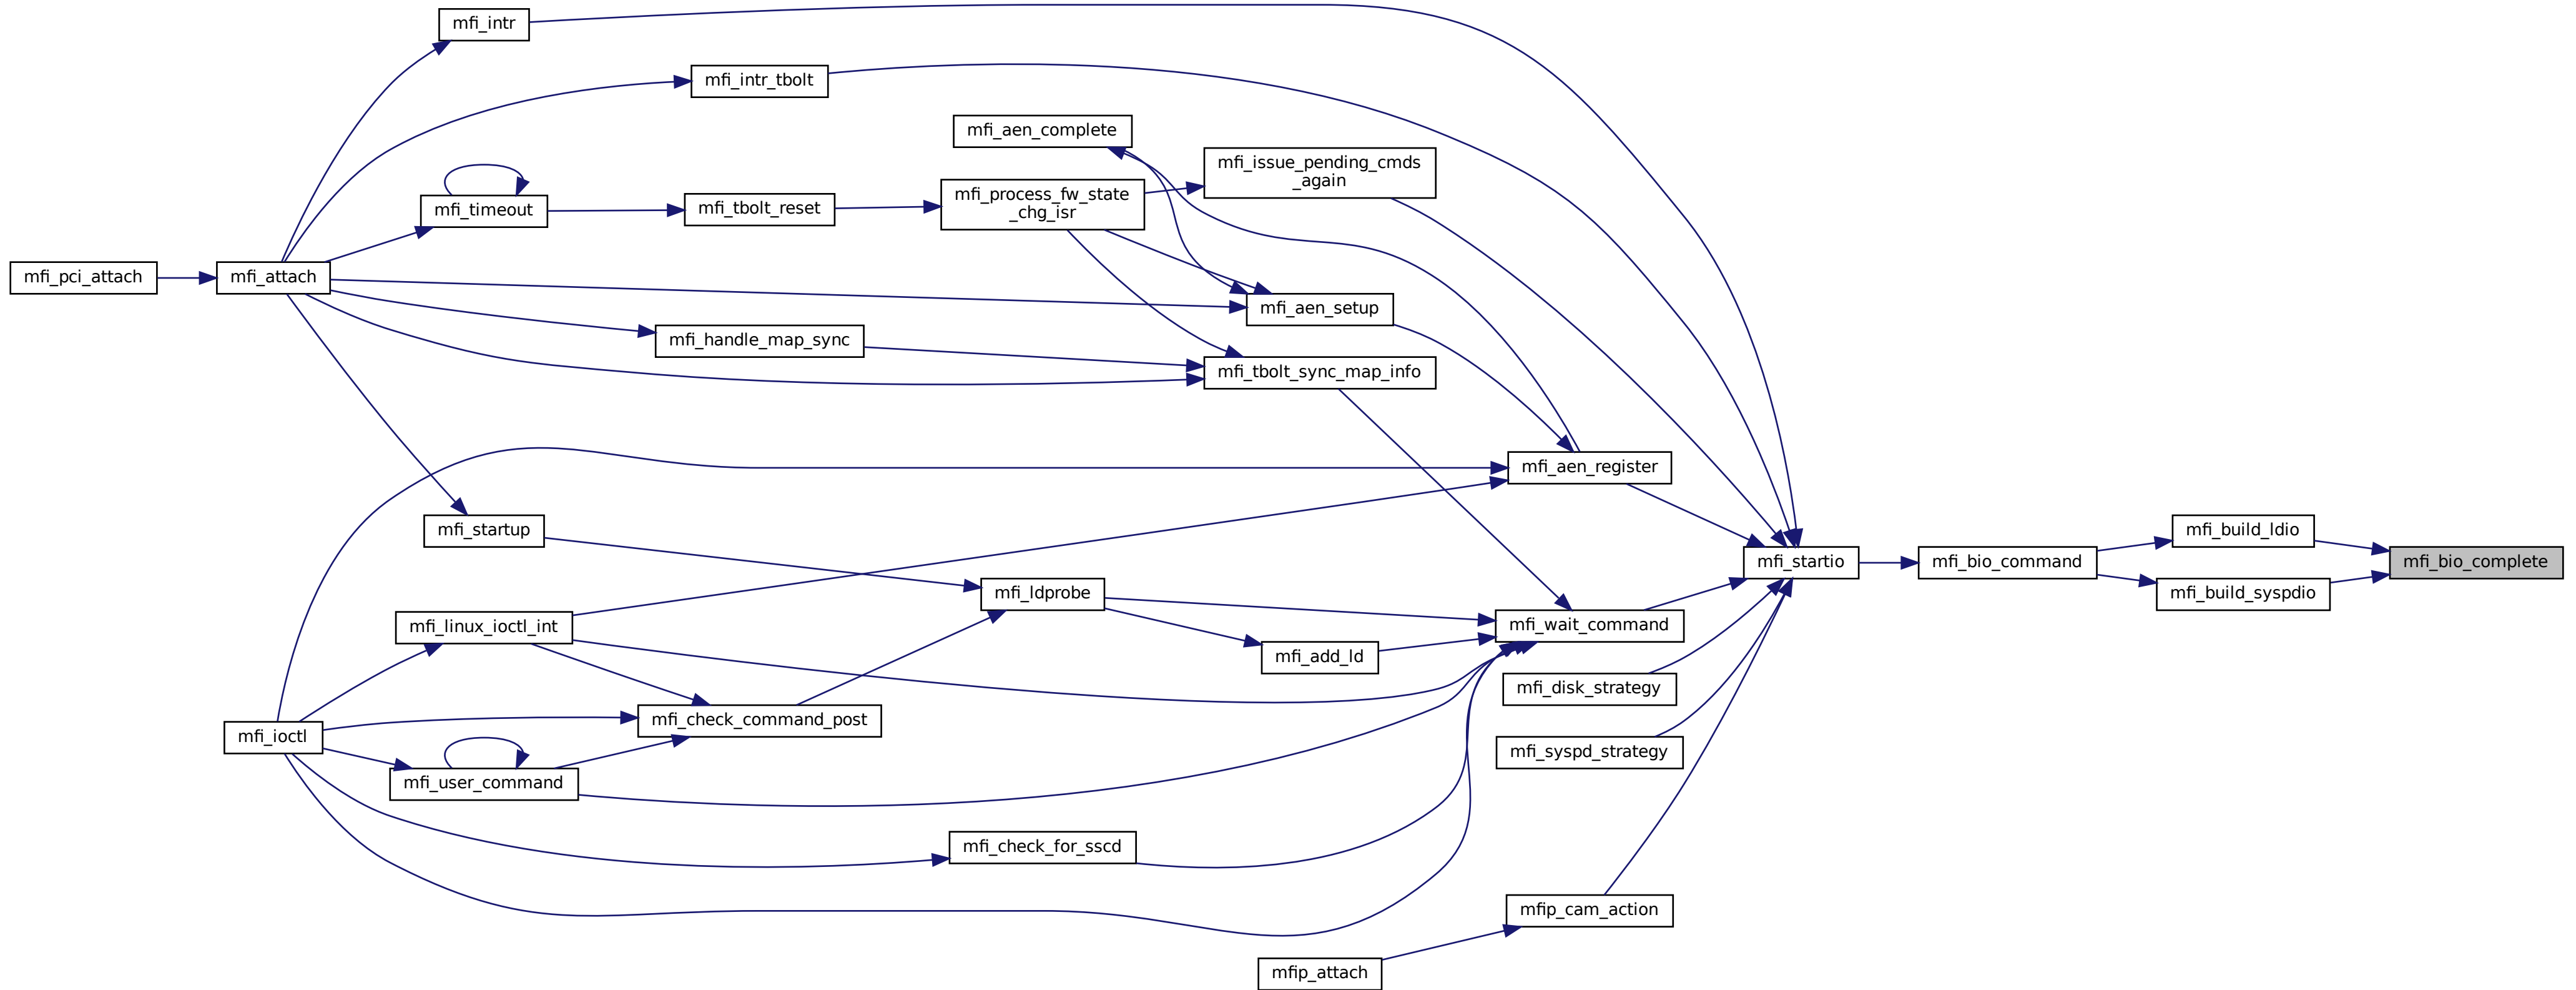 mfi_intr
mfi_intr_tbolt
mfi_aen_complete
mfi_issue_pending_cmds
_again
mfi_process_fw_state
_chg_isr
mfi_timeout
mfi_tbolt_reset
mfi_pci_attach
mfi_attach
mfi_aen_setup
mfi_handle_map_sync
mfi_tbolt_sync_map_info
mfi_aen_register
mfi_startup
mfi_build_ldio
mfi_startio
mfi_bio_command
mfi_bio_complete
mfi_ldprobe
mfi_build_syspdio
mfi_linux_ioctl_int
mfi_wait_command
mfi_add_ld
mfi_disk_strategy
mfi_check_command_post
mfi_ioctl
mfi_syspd_strategy
mfi_user_command
mfi_check_for_sscd
mfip_cam_action
mfip_attach